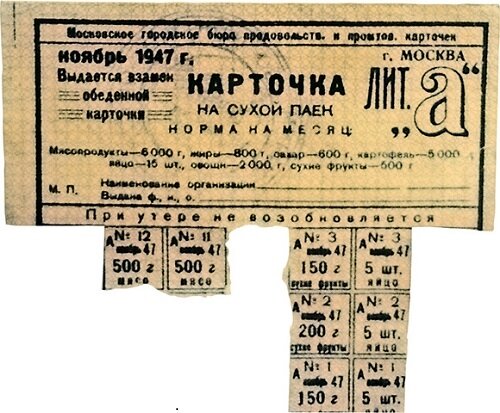 Московское городское бюро продовольств. и промтов. карточек
ноябрь 1947 г.
г. МОСКВА
Выдается взамен
обеденной
карточки
КАРТОЧКА
НА СУХОЙ ПАЕК
НОРМА НА МЕСЯЦ:
ЛИТ. „а“
Мясопродукты—6000 г, жиры—800 г, сахар—600 г, картофель—5000 г,
яйцо—15 шт., овощи—2000 г, сухие фрукты—500 г
М. П.
Наименование организации
Выдана ф., и., о.
При утере не возобновляется
А № 12 ноябрь 47 500 г мясо
А № 11 ноябрь 47 500 г мясо
А № 3 ноябрь 47 150 г сухие фрукты
А № 3 ноябрь 47 5 шт. яйцо
А № 2 ноябрь 47 200 г сухие фрукты
А № 2 ноябрь 47 5 шт. яйцо
А № 1 ноябрь 47 150 г
А № 1 ноябрь 47 5 шт.